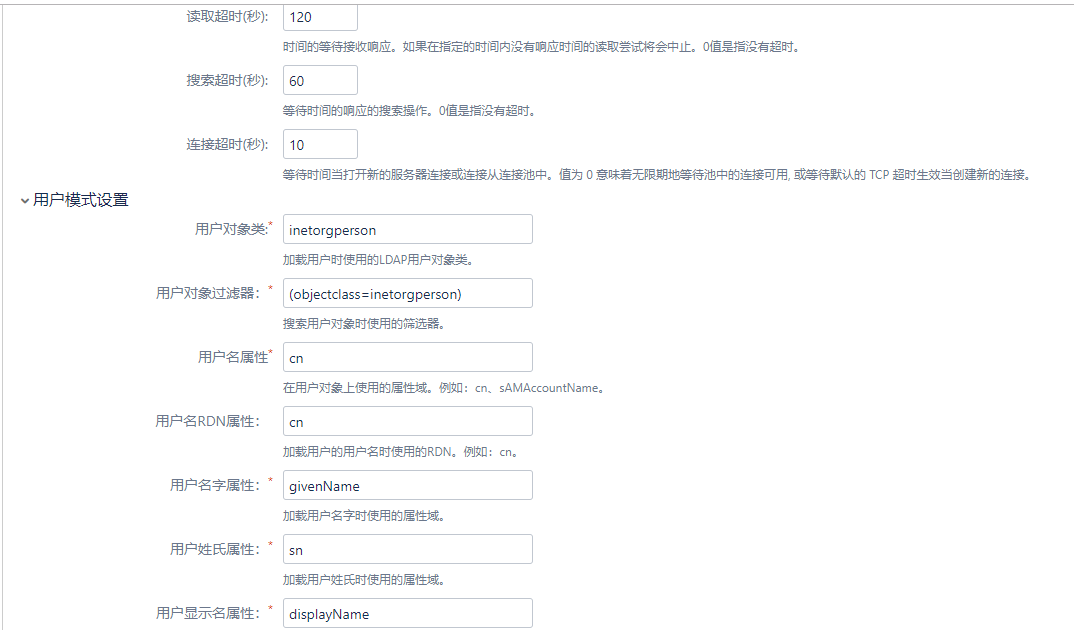 读取超时(秒): 120
时间的等待接收响应。如果在指定的时间内没有响应时间的读取尝试将会中止。0值是指没有超时。
搜索超时(秒): 60
等待时间的响应的搜索操作。0值是指没有超时。
连接超时(秒): 10
等待时间当打开新的服务器连接或连接从连接池中。值为 0 意味着无限期地等待池中的连接可用, 或等待默认的 TCP 超时生效当创建新的连接。
用户模式设置
用户对象类:* inetorgperson
加载用户时使用的LDAP用户对象类。
用户对象过滤器：* (objectclass=inetorgperson)
搜索用户对象时使用的筛选器。
用户名属性* cn
在用户对象上使用的属性域。例如：cn、sAMAccountName。
用户名RDN属性： cn
加载用户的用户名时使用的RDN。例如：cn。
用户名字属性：* givenName
加载用户名字时使用的属性域。
用户姓氏属性：* sn
加载用户姓氏时使用的属性域。
用户显示名属性：* displayName